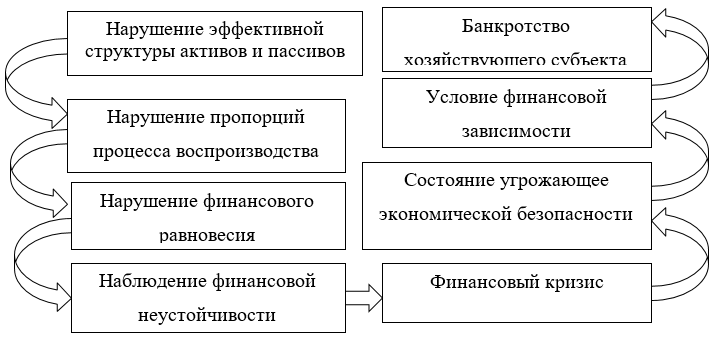 Нарушение эффективной
структуры активов и пассивов
Нарушение пропорций
процесса воспроизводства
Нарушение финансового
равновесия
Наблюдение финансовой
неустойчивости
Финансовый кризис
Состояние угрожающее
экономической безопасности
Условие финансовой
зависимости
Банкротство
хозяйствующего субъекта